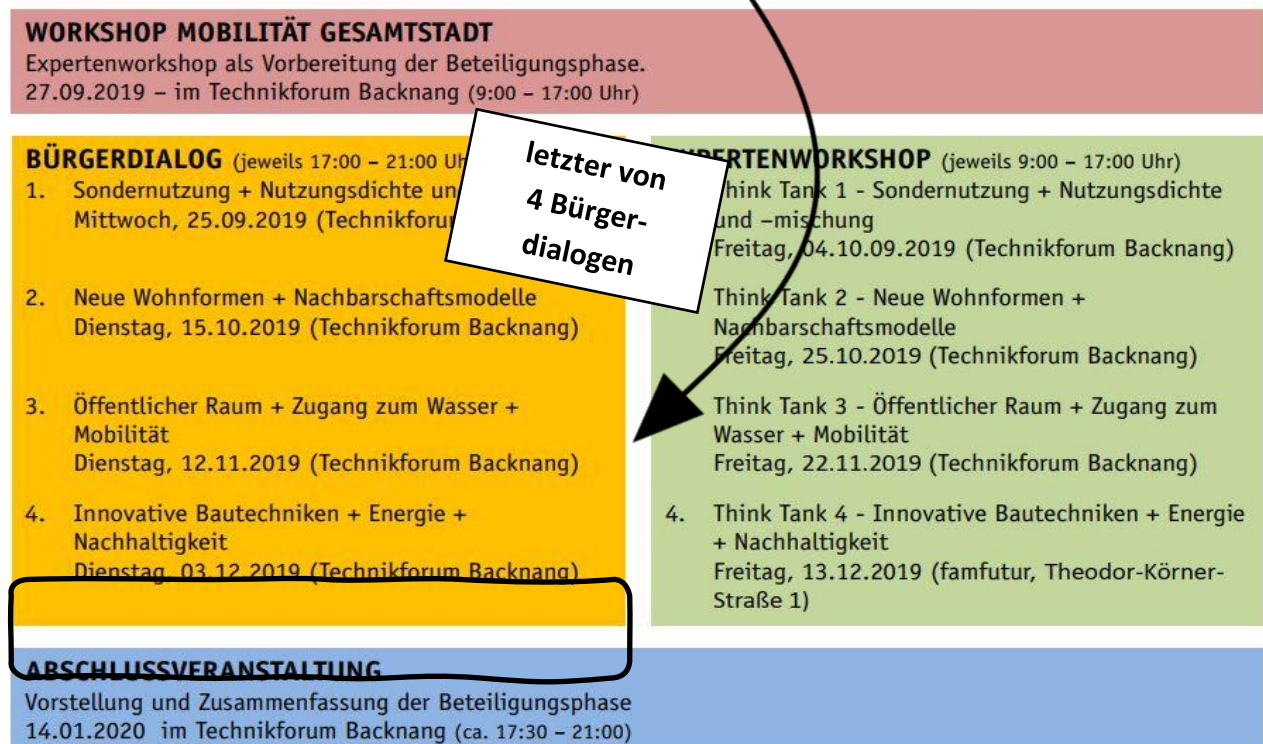 WORKSHOP MOBILITÄT GESAMTSTADT
Expertenworkshop als Vorbereitung der Beteiligungsphase.
27.09.2019 – im Technikforum Backnang (9:00 – 17:00 Uhr)
BÜRGERDIALOG (jeweils 17:00 – 21:00
1. Sondernutzung + Nutzungsdichte
Mittwoch, 25.09.2019
2. Neue Wohnformen + Nachbarschaftsmodelle
Dienstag, 15.10.2019 (Technikforum Backnang)
3. Öffentlicher Raum + Zugang zum Wasser +
Mobilität
Dienstag, 12.11.2019 (Technikforum Backnang)
4. Innovative Bautechniken + Energie +
Nachhaltigkeit
Dienstag, 03.12.2019 (Technikforum Backnang)
letzter von
4 Bürger-
dialogen
EXPERTENWORKSHOP (jeweils 9:00 – 17:00 Uhr)
Think Tank 1 - Sondernutzung + Nutzungsdichte
und –mischung
Freitag, 04.10.09.2019 (Technikforum Backnang)
Think Tank 2 - Neue Wohnformen +
Nachbarschaftsmodelle
Freitag, 25.10.2019 (Technikforum Backnang)
Think Tank 3 - Öffentlicher Raum + Zugang zum
Wasser + Mobilität
Freitag, 22.11.2019 (Technikforum Backnang)
4. Think Tank 4 - Innovative Bautechniken + Energie
+ Nachhaltigkeit
Freitag, 13.12.2019 (famfutur, Theodor-Körner-
Straße 1)
ABSCHLUSSVERANSTALTUNG
Vorstellung und Zusammenfassung der Beteiligungsphase
14.01.2020 im Technikforum Backnang (ca. 17:30 – 21:00)